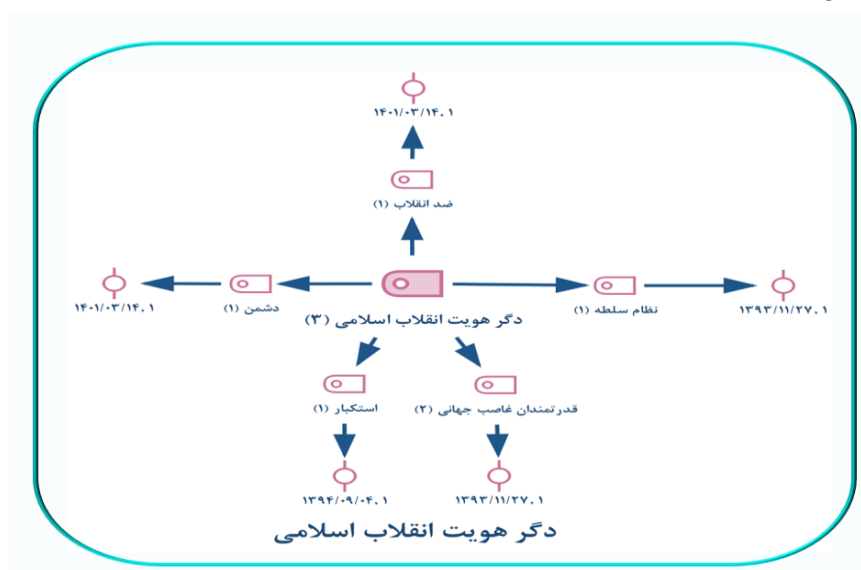 ۱۴۰۱/۰۳/۱۴.۱
ضد انقلاب (۱)
نظام سلطه (۱)
۱۳۹۳/۱۱/۲۷.۱
دشمن (۱)
۱۴۰۱/۰۳/۱۴.۱
دگر هویت انقلاب اسلامی (۳)
قدرتمندان غاصب جهانی (۲)
استکبار (۱)
۱۳۹۳/۱۱/۲۷.۱
۱۳۹۴/۰۹/۰۴.۱
دگر هویت انقلاب اسلامی